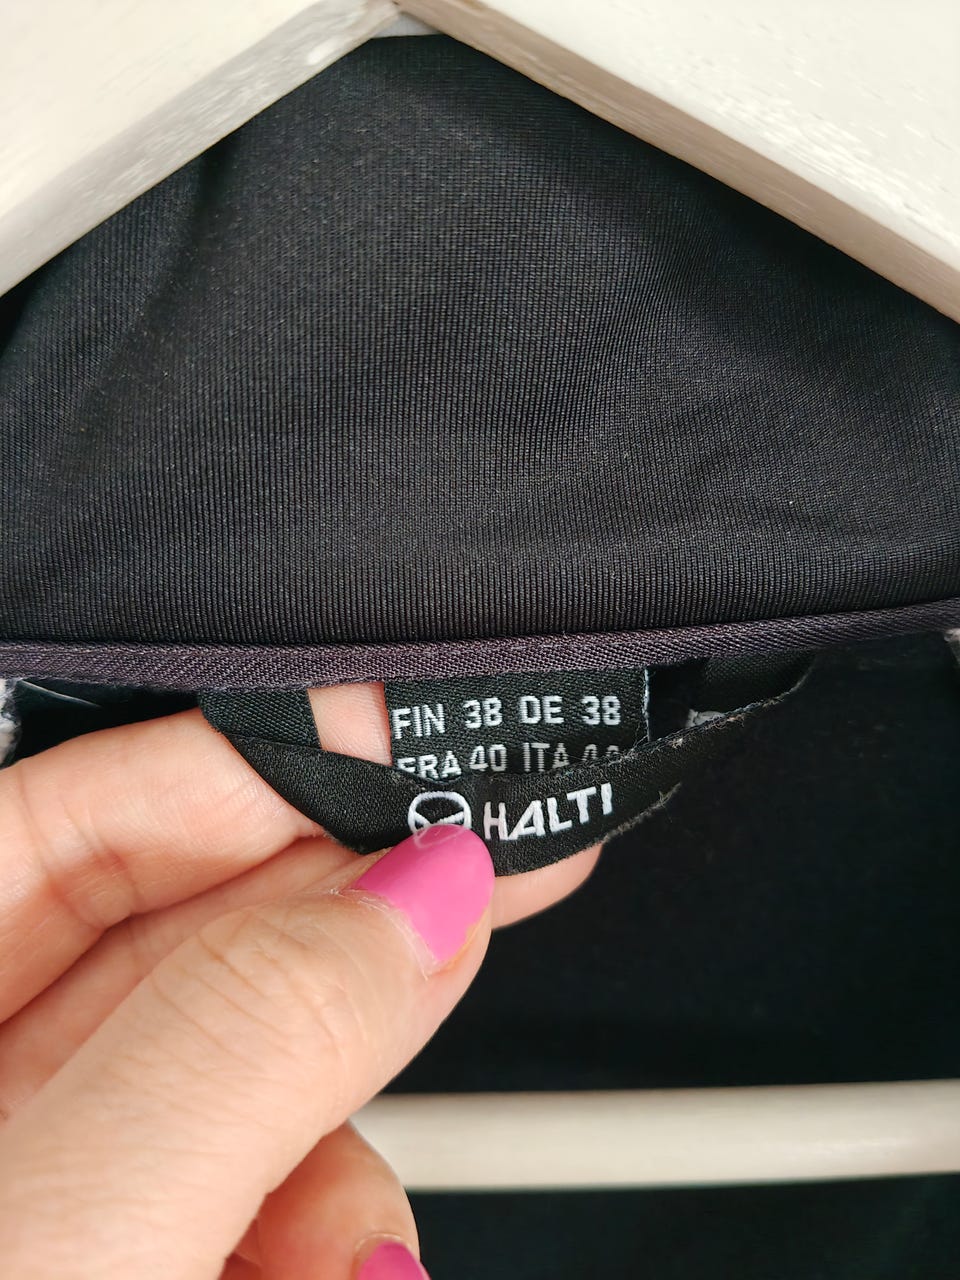 FIN 38 DE 38
FRA 40 ITA
HALTI